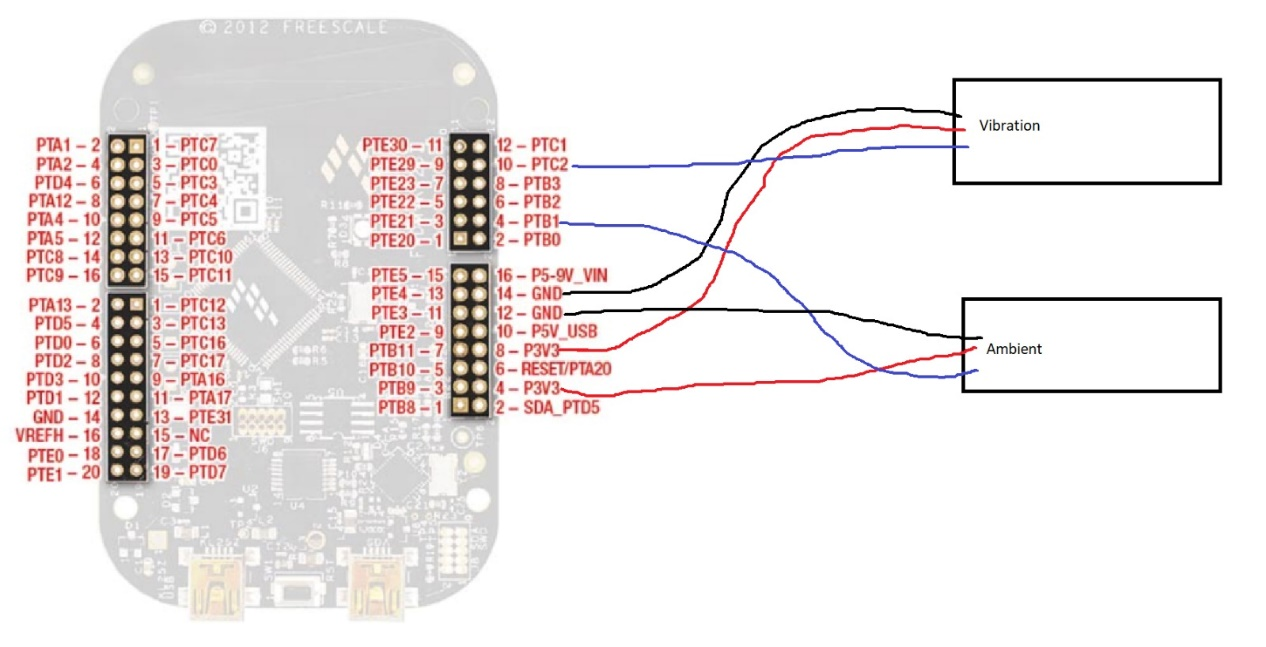 © 2012 FREESCALE
PTA1 – 2 1 – PTC7
PTA2 – 4 3 – PTC0
PTD4 – 6 5 – PTC3
PTA12 – 8 7 – PTC4
PTA4 – 10 9 – PTC5
PTA5 – 12 11 – PTC6
PTC8 – 14 13 – PTC10
PTC9 – 16 15 – PTC11
PTA13 – 2 1 – PTC12
PTD5 – 4 3 – PTC13
PTD0 – 6 5 – PTC16
PTD2 – 8 7 – PTC17
PTD3 – 10 9 – PTA16
PTD1 – 12 11 – PTA17
GND – 14 13 – PTE31
VREFH – 16 15 – NC
PTE0 – 18 17 – PTD6
PTE1 – 20 19 – PTD7
PTE30 – 11 12 – PTC1
PTE29 – 9 10 – PTC2
PTE23 – 7 8 – PTB3
PTE22 – 5 6 – PTB2
PTE21 – 3 4 – PTB1
PTE20 – 1 2 – PTB0
PTE5 – 15 16 – P5-9V_VIN
PTE4 – 13 14 – GND
PTE3 – 11 12 – GND
PTE2 – 9 10 – P5V_USB
PTB11 – 7 8 – P3V3
PTB10 – 5 6 – RESET/PTA20
PTB9 – 3 4 – P3V3
PTB8 – 1 2 – SDA_PTD5
Vibration
Ambient
U4
SW1
RST